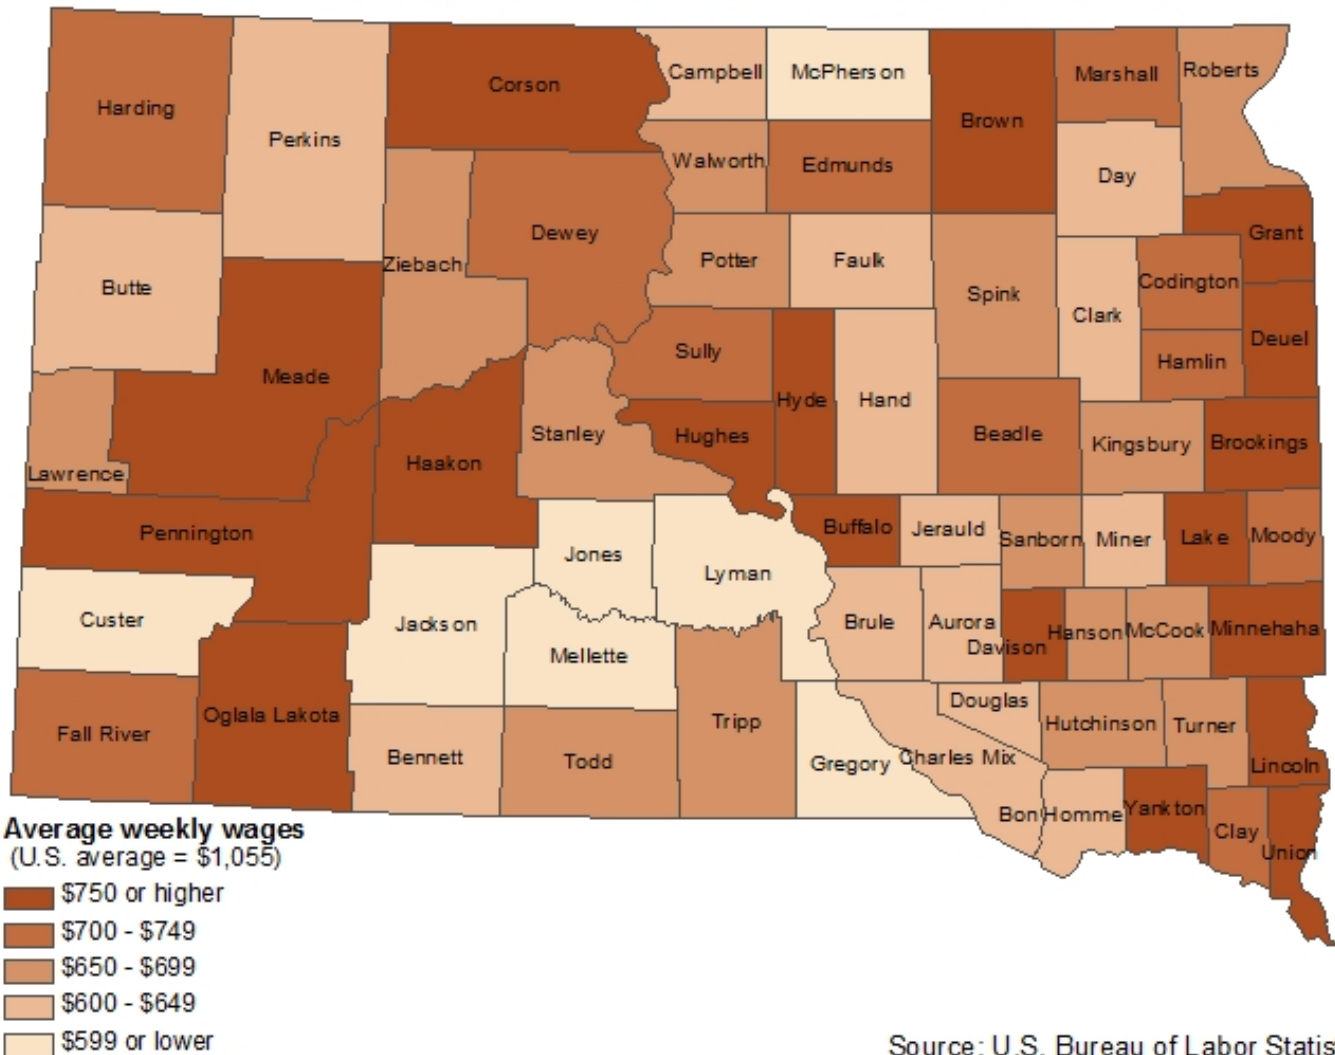 Corson
Campbell
McPherson
Marshall
Roberts
Harding
Perkins
Brown
Walworth
Edmunds
Day
Dewey
Grant
Ziebach
Potter
Faulk
Butte
Spink
Codington
Clark
Deuel
Sully
Hamlin
Meade
Hyde
Hand
Stanley
Hughes
Beadle
Kingsbury
Brookings
Haakon
Lawrence
Pennington
Buffalo
Jerauld
Sanborn
Miner
Lake
Moody
Jones
Lyman
Custer
Jackson
Brule
Aurora
Davison
Hanson
McCook
Minnehaha
Mellette
Oglala Lakota
Fall River
Tripp
Douglas
Hutchinson
Turner
Bennett
Todd
Gregory
Charles Mix
Lincoln
Bon Homme
Yankton
Clay
Union
Average weekly wages
(U.S. average = $1,055)
$750 or higher
$700 - $749
$650 - $699
$600 - $649
$599 or lower
Source: U.S. Bureau of Labor Statis